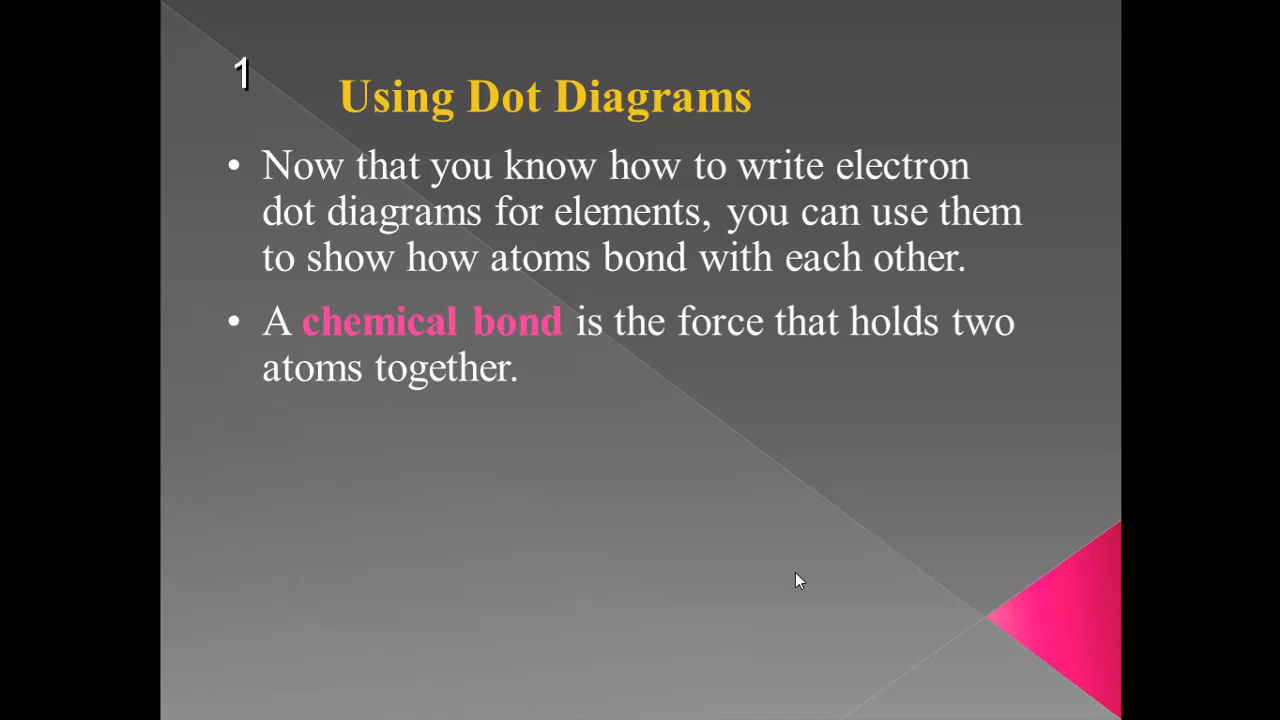 1
Using Dot Diagrams
• Now that you know how to write electron
dot diagrams for elements, you can use them
to show how atoms bond with each other.
• A chemical bond is the force that holds two
atoms together.